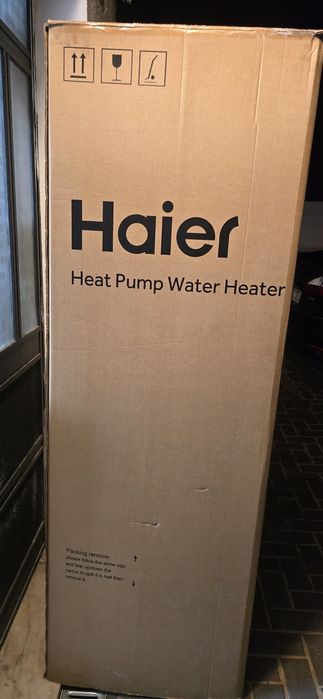 Haier
Heat Pump Water Heater
Packing remove:
please follow the arrow sign
and tear up/down the
carton to split it in half then
remove it.